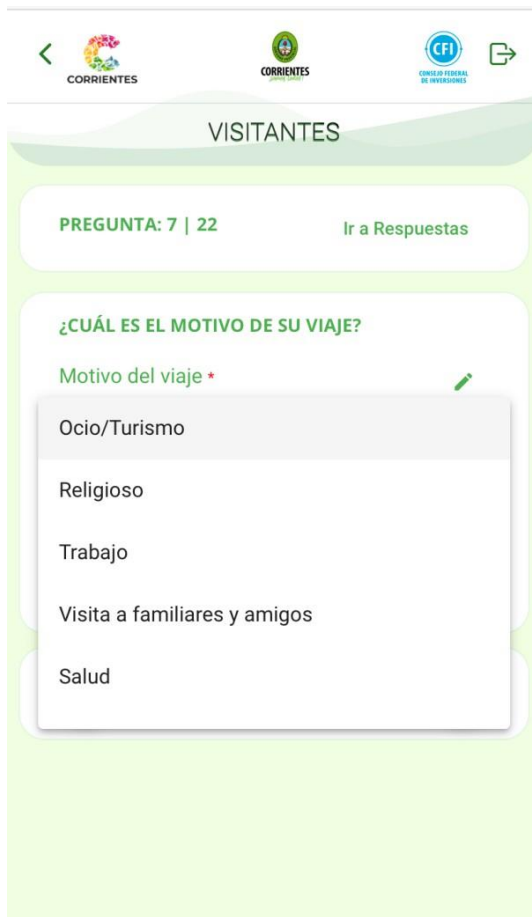 CORRIENTES
CORRIENTES
CFI
CONSEJO FEDERAL
DE INVERSIONES
VISITANTES
PREGUNTA: 7 | 22
Ir a Respuestas
¿CUÁL ES EL MOTIVO DE SU VIAJE?
Motivo del viaje *
Ocio/Turismo
Religioso
Trabajo
Visita a familiares y amigos
Salud